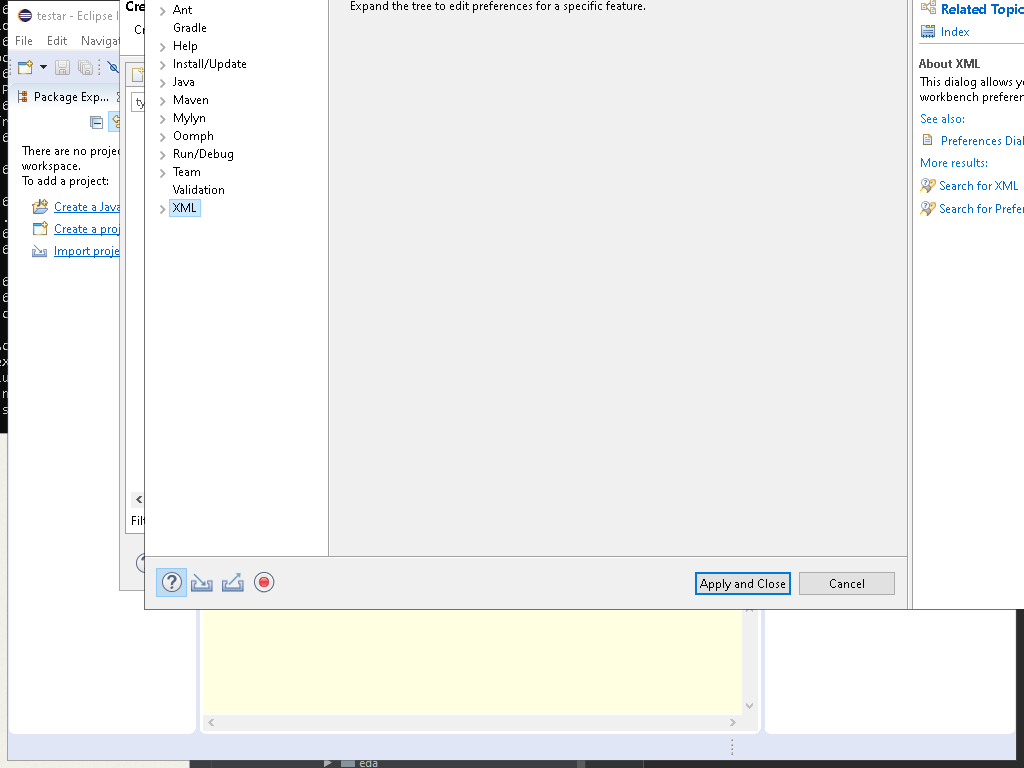 testar - Eclipse I
File Edit Navigat
Package Exp...
There are no projec
workspace.
To add a project:
Create a Java
Create a proj
Import proje
Cre
Cr
ty
Filt
Ant
Gradle
Help
Install/Update
Java
Maven
Mylyn
Oomph
Run/Debug
Team
Validation
XML
Expand the tree to edit preferences for a specific feature.
Apply and Close
Cancel
Related Topic
Index
About XML
This dialog allows yo
workbench preferen
See also:
Preferences Dial
More results:
Search for XML
Search for Prefer
eda